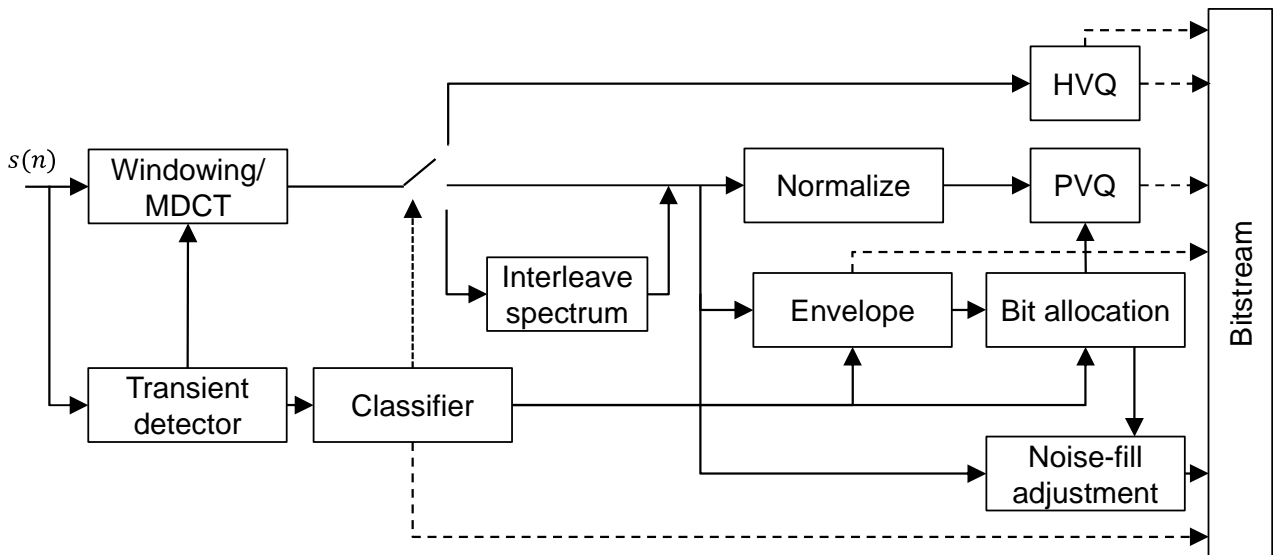 HVQ
s(n)
Windowing/
MDCT
Normalize
PVQ
Interleave
spectrum
Envelope
Bit allocation
Bitstream
Transient
detector
Classifier
Noise-fill
adjustment